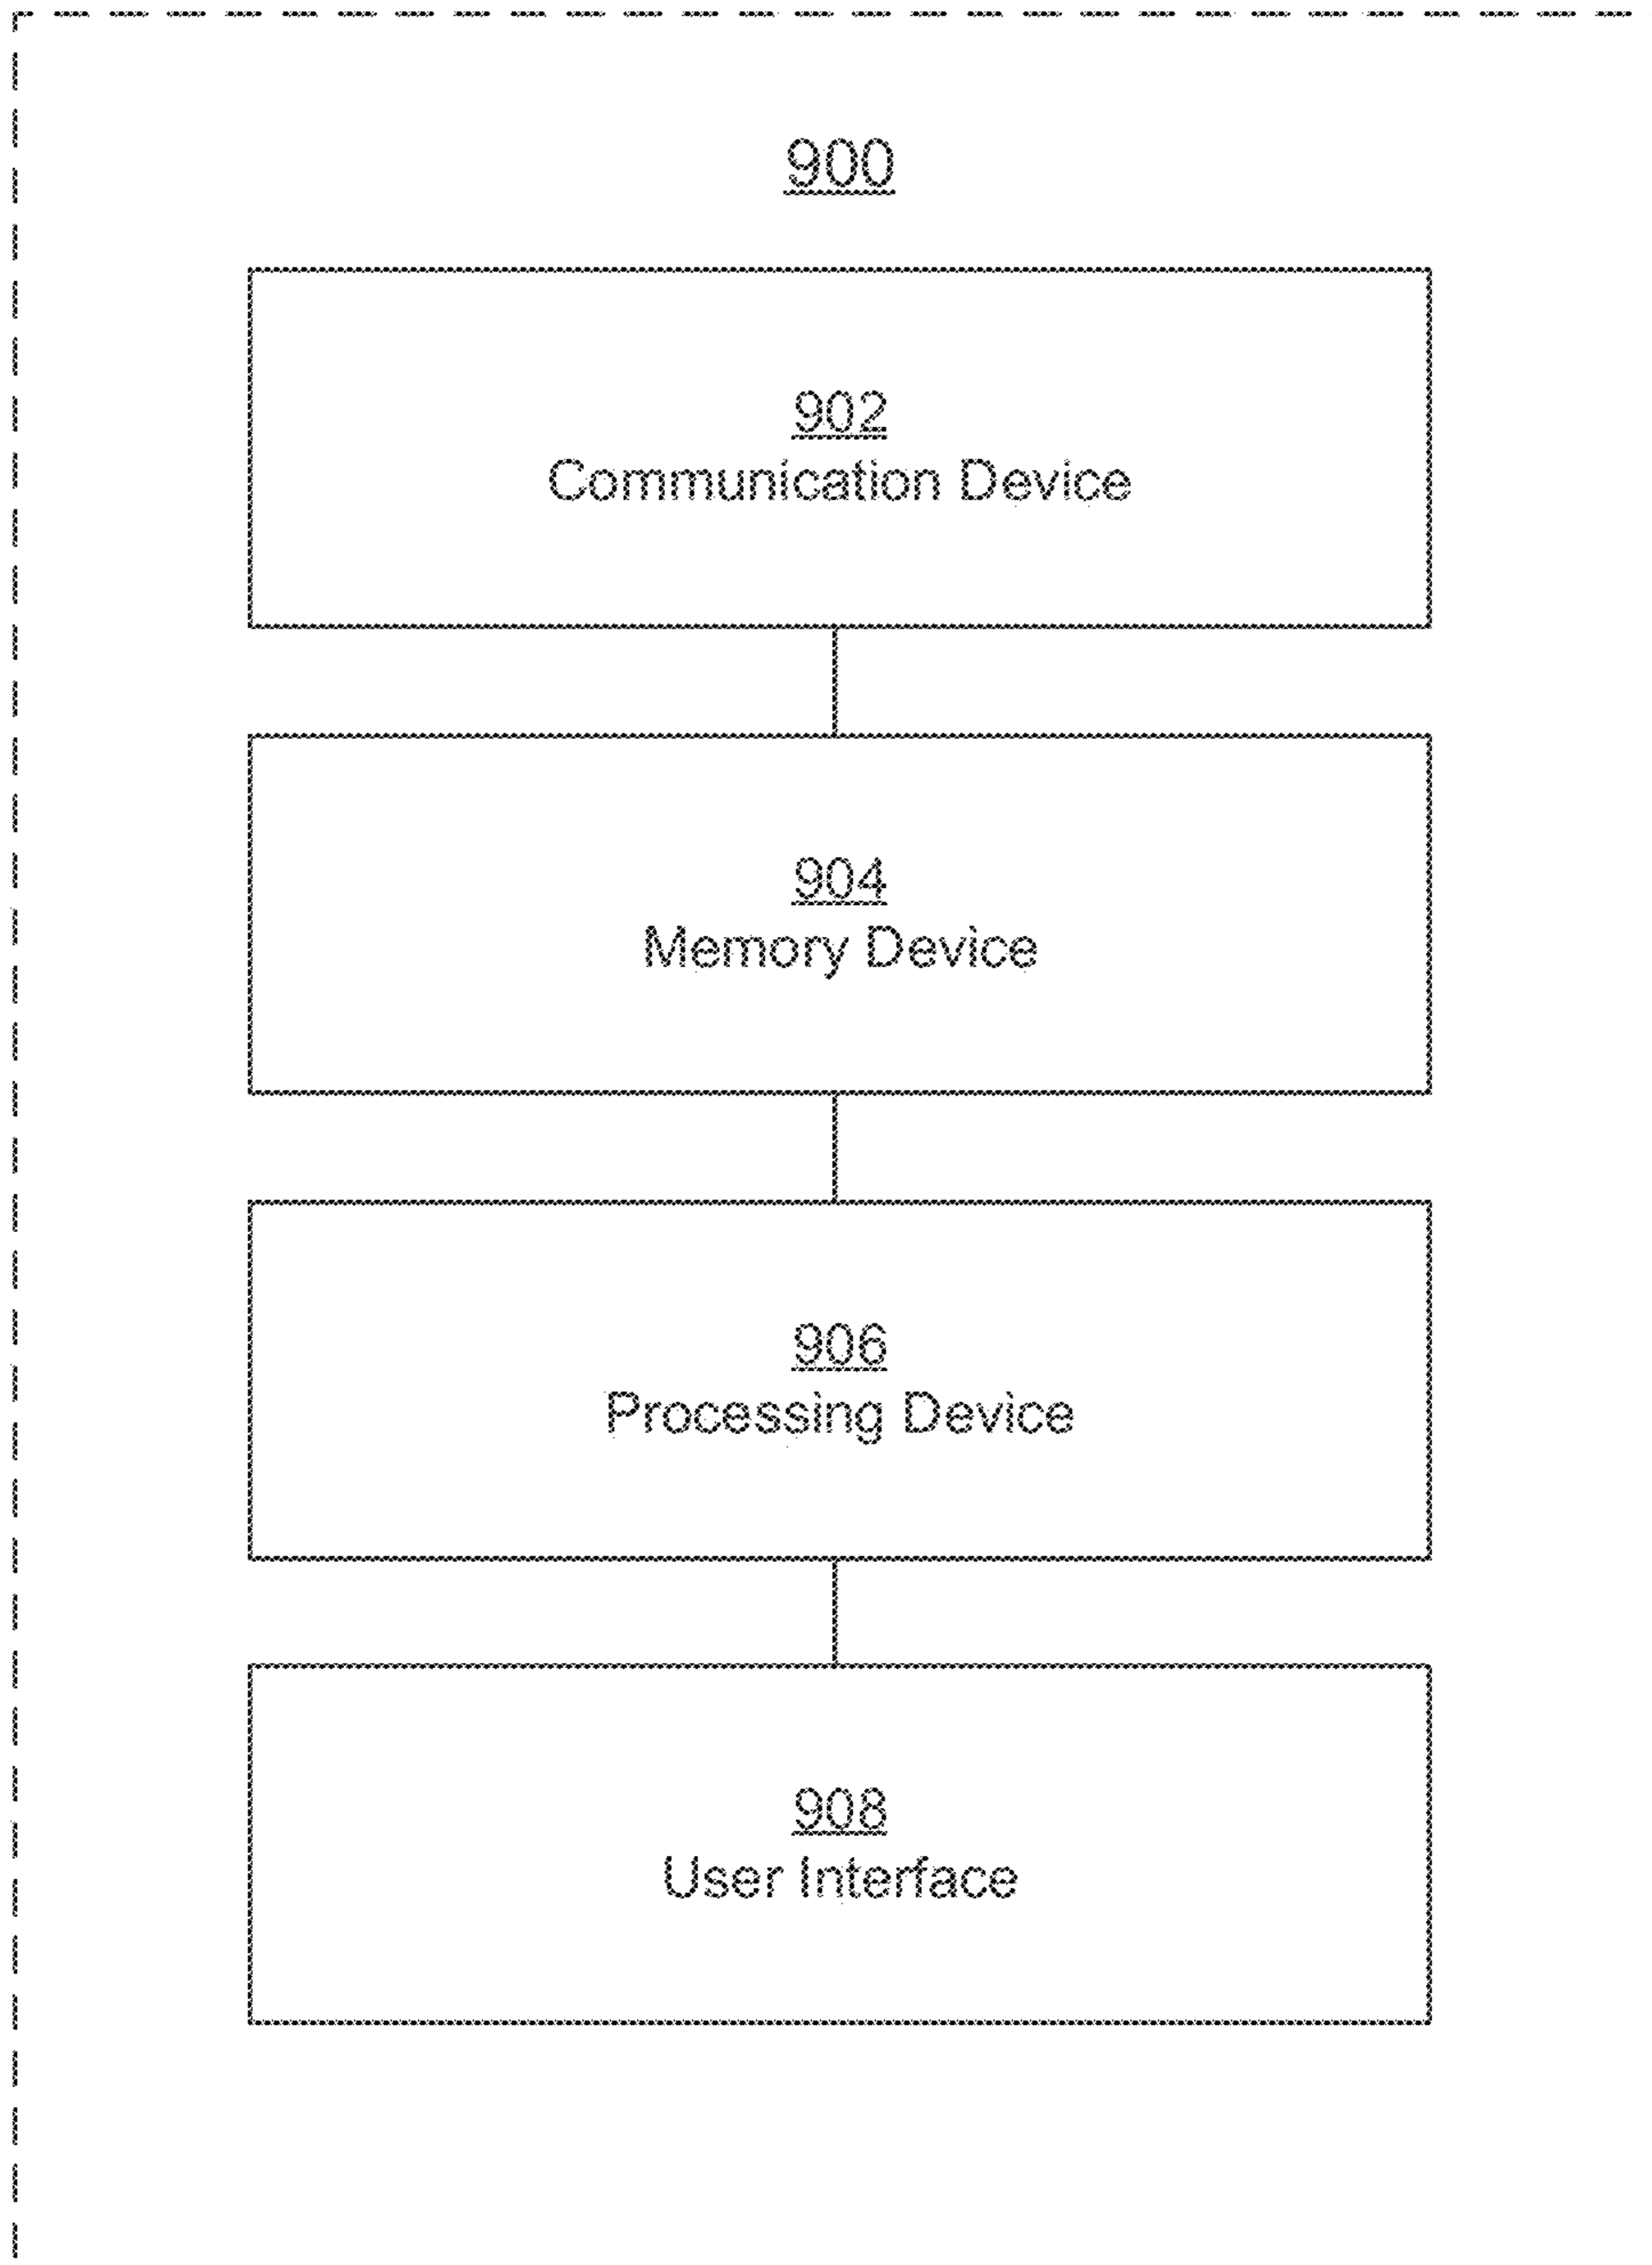 900
902
Communication Device
904
Memory Device
906
Processing Device
908
User Interface